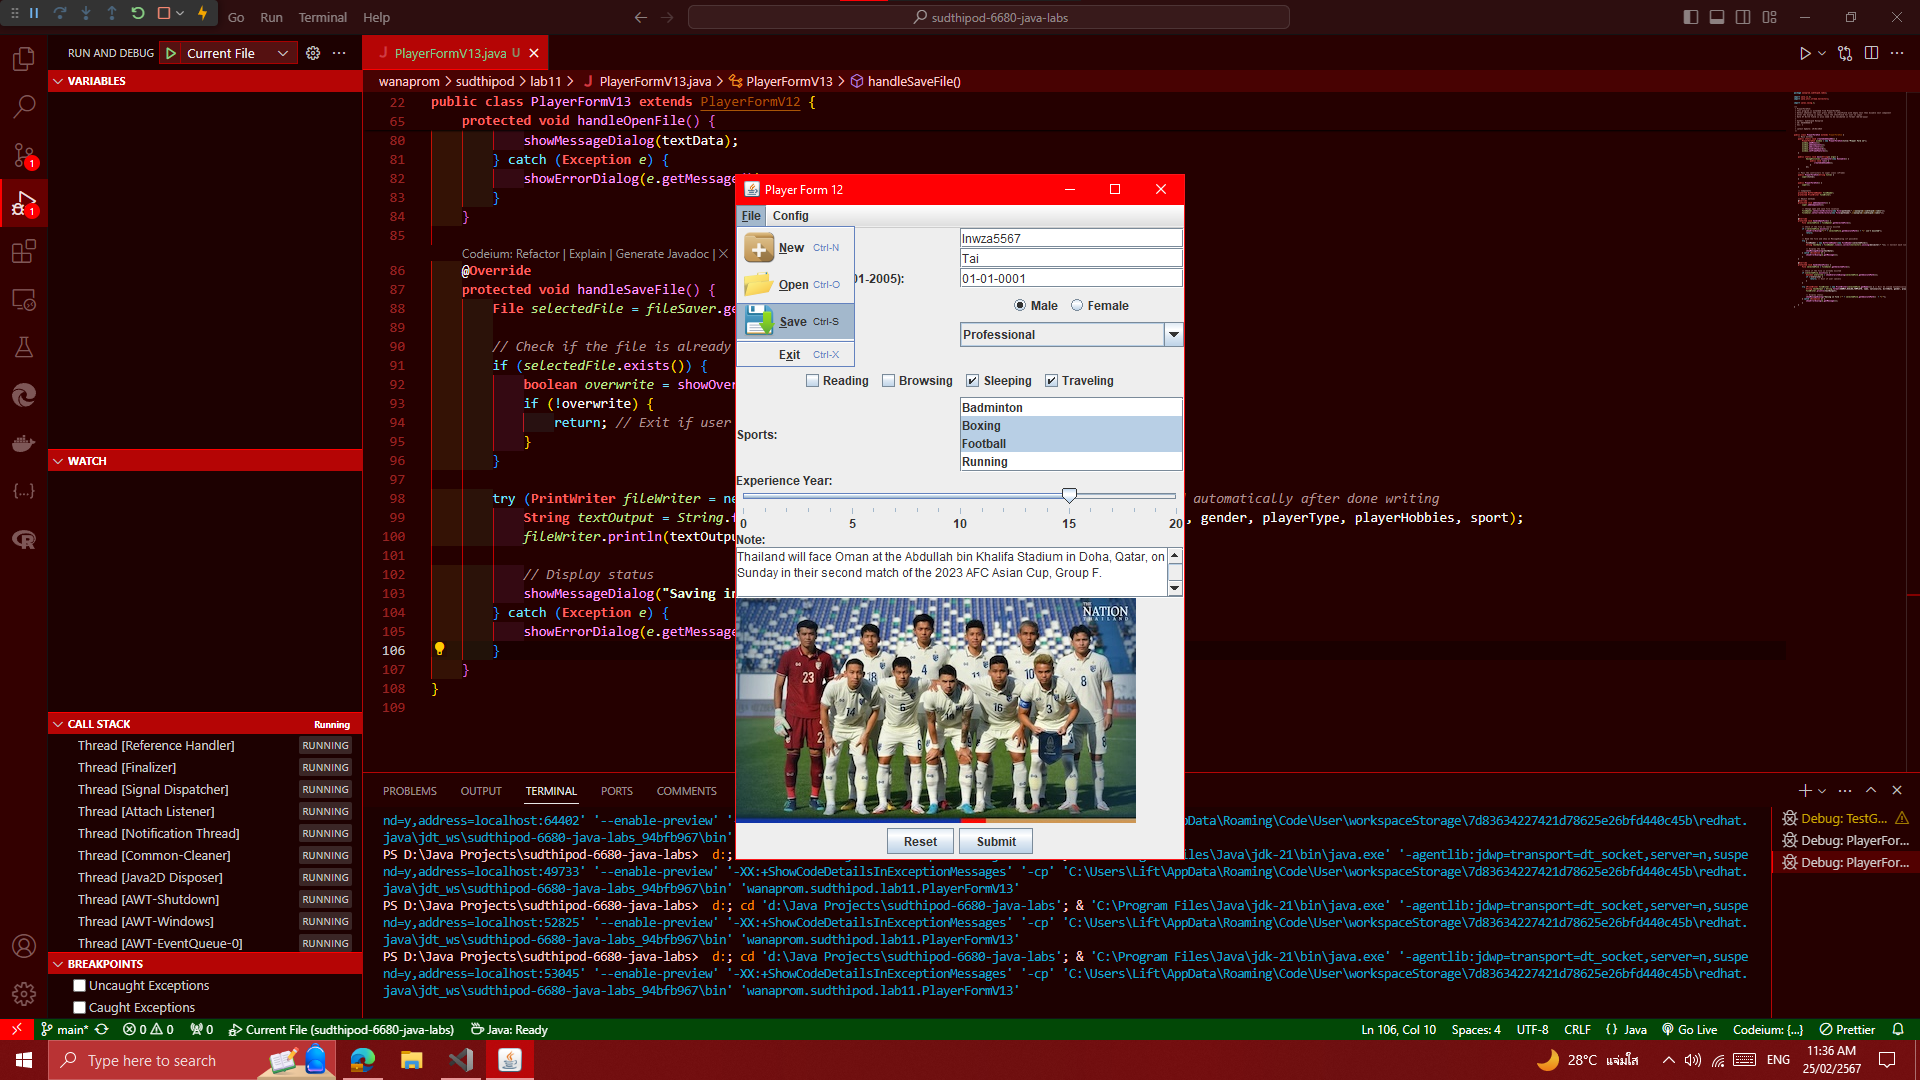 Go Run Terminal Help
sudthipod-6680-java-labs
RUN AND DEBUG Current File
PlayerFormV13.java U
VARIABLES
wanaprom > sudthipod > lab11 > J PlayerFormV13.java > PlayerFormV13 > handleSaveFile()
22 public class PlayerFormV13 extends PlayerFormV12 {
65 protected void handleOpenFile() {
80 showMessageDialog(textData);
81 } catch (Exception e) {
82 showErrorDialog(e.getMessage
83 }
84 }
85
Codeium: Refactor | Explain | Generate Javadoc | X
86 @Override
87 protected void handleSaveFile() {
88 File selectedFile = fileSaver.ge
89
90 // Check if the file is already
91 if (selectedFile.exists()) {
92 boolean overwrite = showOver
93 if (!overwrite) {
94 return; // Exit if user
95 }
96 }
97
98 try (PrintWriter fileWriter = ne automatically after done writing
99 String textOutput = String.f , gender, playerType, playerHobbies, sport);
100 fileWriter.println(textOutpu
101
102 // Display status
103 showMessageDialog("Saving in
104 } catch (Exception e) {
105 showErrorDialog(e.getMessage
106 }
107 }
108 }
109
Player Form 12
File Config
New Ctrl-N
Open Ctrl-O
Save Ctrl-S
Exit Ctrl-X
Inwza5567
Tai
01-2005):
01-01-0001
Male Female
Professional
Reading Browsing Sleeping Traveling
Sports:
Badminton
Boxing
Football
Running
Experience Year:
0 5 10 15 20
Note:
Thailand will face Oman at the Abdullah bin Khalifa Stadium in Doha, Qatar, on
Sunday in their second match of the 2023 AFC Asian Cup, Group F.
THE NATION
THAILAND
23 18 4 10 8
14 6 16 3
Reset Submit
WATCH
CALL STACK Running
Thread [Reference Handler] RUNNING
Thread [Finalizer] RUNNING
Thread [Signal Dispatcher] RUNNING
Thread [Attach Listener] RUNNING
Thread [Notification Thread] RUNNING
Thread [Common-Cleaner] RUNNING
Thread [Java2D Disposer] RUNNING
Thread [AWT-Shutdown] RUNNING
Thread [AWT-Windows] RUNNING
Thread [AWT-EventQueue-0] RUNNING
BREAKPOINTS
Uncaught Exceptions
Caught Exceptions
PROBLEMS OUTPUT TERMINAL PORTS COMMENTS
nd=y,address=localhost:64402' '--enable-preview' ' ppData\Roaming\Code\User\workspaceStorage\7d83634227421d78625e26bfd440c45b\redhat.
java\jdt_ws\sudthipod-6680-java-labs_94bfb967\bin'
PS D:\Java Projects\sudthipod-6680-java-labs> d:; iles\Java\jdk-21\bin\java.exe' '-agentlib:jdwp=transport=dt_socket,server=n,suspe
nd=y,address=localhost:49733' '--enable-preview' '-XX:+ShowCodeDetailsInExceptionMessages' '-cp' 'C:\Users\Lift\AppData\Roaming\Code\User\workspaceStorage\7d83634227421d78625e26bfd440c45b\redhat.
java\jdt_ws\sudthipod-6680-java-labs_94bfb967\bin' 'wanaprom.sudthipod.lab11.PlayerFormV13'
PS D:\Java Projects\sudthipod-6680-java-labs> d:; cd 'd:\Java Projects\sudthipod-6680-java-labs'; & 'C:\Program Files\Java\jdk-21\bin\java.exe' '-agentlib:jdwp=transport=dt_socket,server=n,suspe
nd=y,address=localhost:52825' '--enable-preview' '-XX:+ShowCodeDetailsInExceptionMessages' '-cp' 'C:\Users\Lift\AppData\Roaming\Code\User\workspaceStorage\7d83634227421d78625e26bfd440c45b\redhat.
java\jdt_ws\sudthipod-6680-java-labs_94bfb967\bin' 'wanaprom.sudthipod.lab11.PlayerFormV13'
PS D:\Java Projects\sudthipod-6680-java-labs> d:; cd 'd:\Java Projects\sudthipod-6680-java-labs'; & 'C:\Program Files\Java\jdk-21\bin\java.exe' '-agentlib:jdwp=transport=dt_socket,server=n,suspe
nd=y,address=localhost:53045' '--enable-preview' '-XX:+ShowCodeDetailsInExceptionMessages' '-cp' 'C:\Users\Lift\AppData\Roaming\Code\User\workspaceStorage\7d83634227421d78625e26bfd440c45b\redhat.
java\jdt_ws\sudthipod-6680-java-labs_94bfb967\bin' 'wanaprom.sudthipod.lab11.PlayerFormV13'
Debug: TestG...
Debug: PlayerFor...
Debug: PlayerFor...
main* 0 0 0 Current File (sudthipod-6680-java-labs) Java: Ready
Ln 106, Col 10 Spaces: 4 UTF-8 CRLF {} Java Go Live Codeium: {...} Prettier
Type here to search
28°C แจ่มใส ENG 11:36 AM
25/02/2567